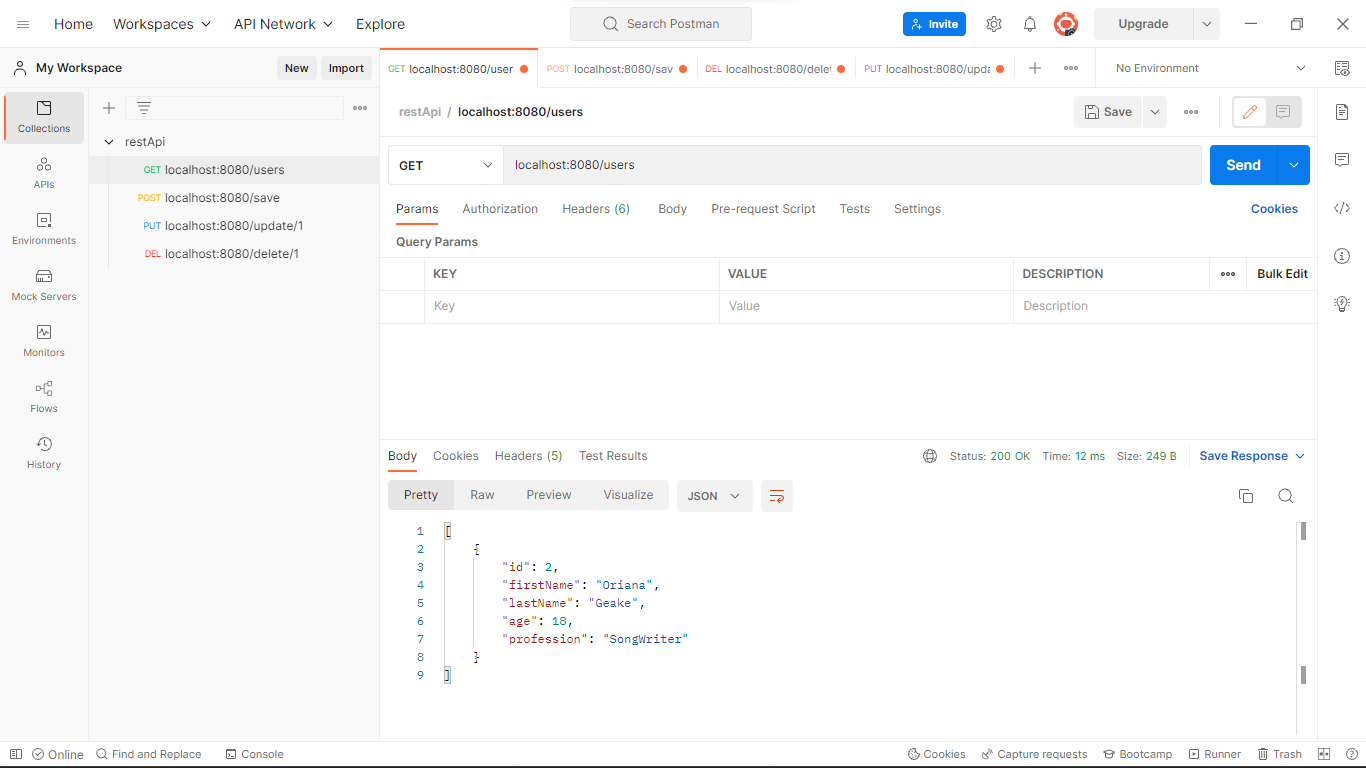 Home Workspaces API Network Explore Search Postman Invite Upgrade
My Workspace New Import
GET localhost:8080/user POST localhost:8080/sav DEL localhost:8080/delet PUT localhost:8080/upda No Environment
Collections
APIs
Environments
Mock Servers
Monitors
Flows
History
restApi
GET localhost:8080/users
POST localhost:8080/save
PUT localhost:8080/update/1
DEL localhost:8080/delete/1
restApi / localhost:8080/users Save
GET localhost:8080/users Send
Params Authorization Headers (6) Body Pre-request Script Tests Settings Cookies
Query Params
KEY VALUE DESCRIPTION Bulk Edit
Key Value Description
Body Cookies Headers (5) Test Results Status: 200 OK Time: 12 ms Size: 249 B Save Response
Pretty Raw Preview Visualize JSON
1 [
2 {
3 "id": 2,
4 "firstName": "Oriana",
5 "lastName": "Geake",
6 "age": 18,
7 "profession": "SongWriter"
8 }
9 ]
Online Find and Replace Console Cookies Capture requests Bootcamp Runner Trash